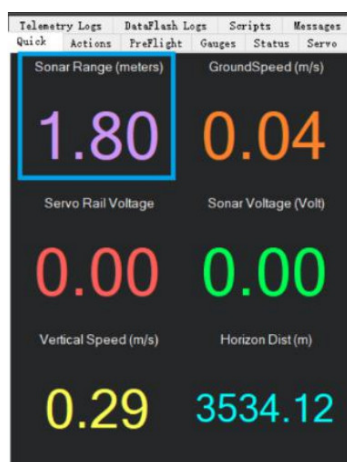 Telemetry Logs DataFlash Logs Scripts Messages
Quick Actions PreFlight Gauges Status Servo
Sonar Range (meters) GroundSpeed (m/s)
1.80 0.04
Servo Rail Voltage Sonar Voltage (Volt)
0.00 0.00
Vertical Speed (m/s) Horizon Dist (m)
0.29 3534.12